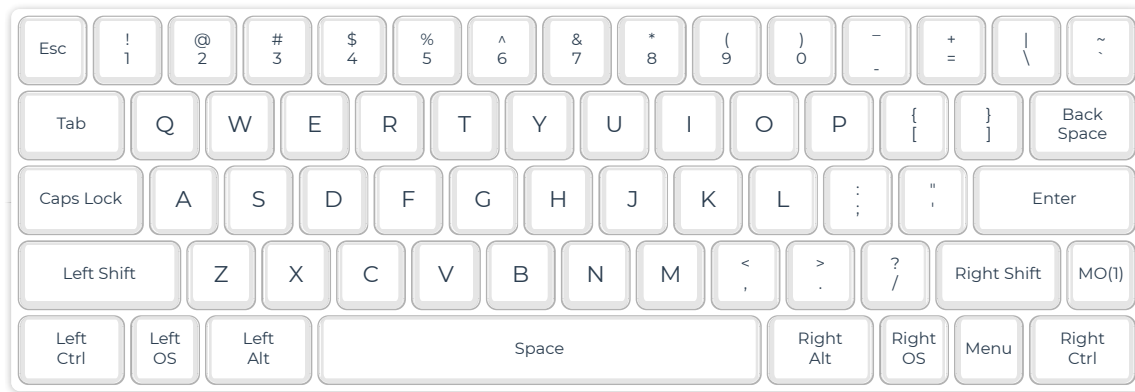 Esc ! @ # $ % ^ & * ( ) _ + | ~
1 2 3 4 5 6 7 8 9 0 - = \ `
Tab Q W E R T Y U I O P { } Back
[ ] Space
Caps Lock A S D F G H J K L : " Enter
; '
Left Shift Z X C V B N M < > ? Right Shift MO(1)
, . /
Left Left Left Space Right Right Menu Right
Ctrl OS Alt Alt OS Ctrl